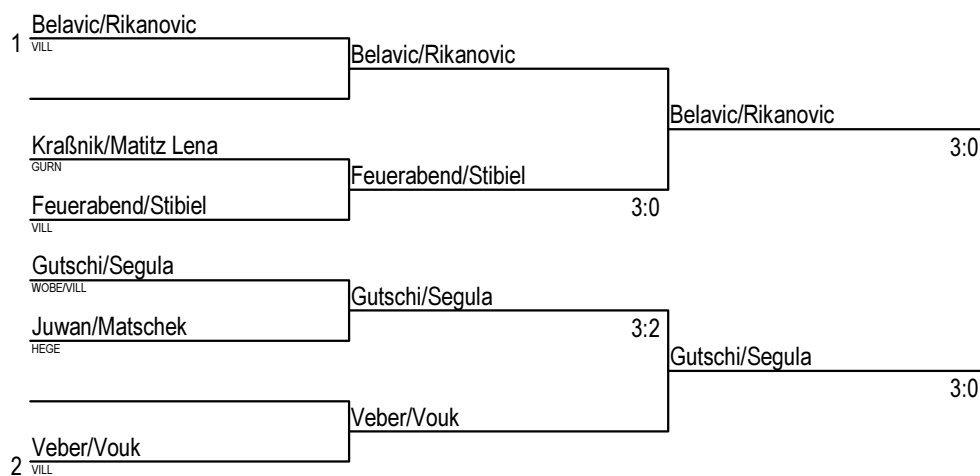 Belavic/Rikanovic
1
VILL
Belavic/Rikanovic
Belavic/Rikanovic
3:0
Kraßnik/Matitz Lena
GURN
Feuerabend/Stibiel
3:0
Feuerabend/Stibiel
VILL
Gutschi/Segula
WOBE/VILL
Gutschi/Segula
3:2
Juwan/Matschek
HEGE
Gutschi/Segula
3:0
Veber/Vouk
Veber/Vouk
2
VILL